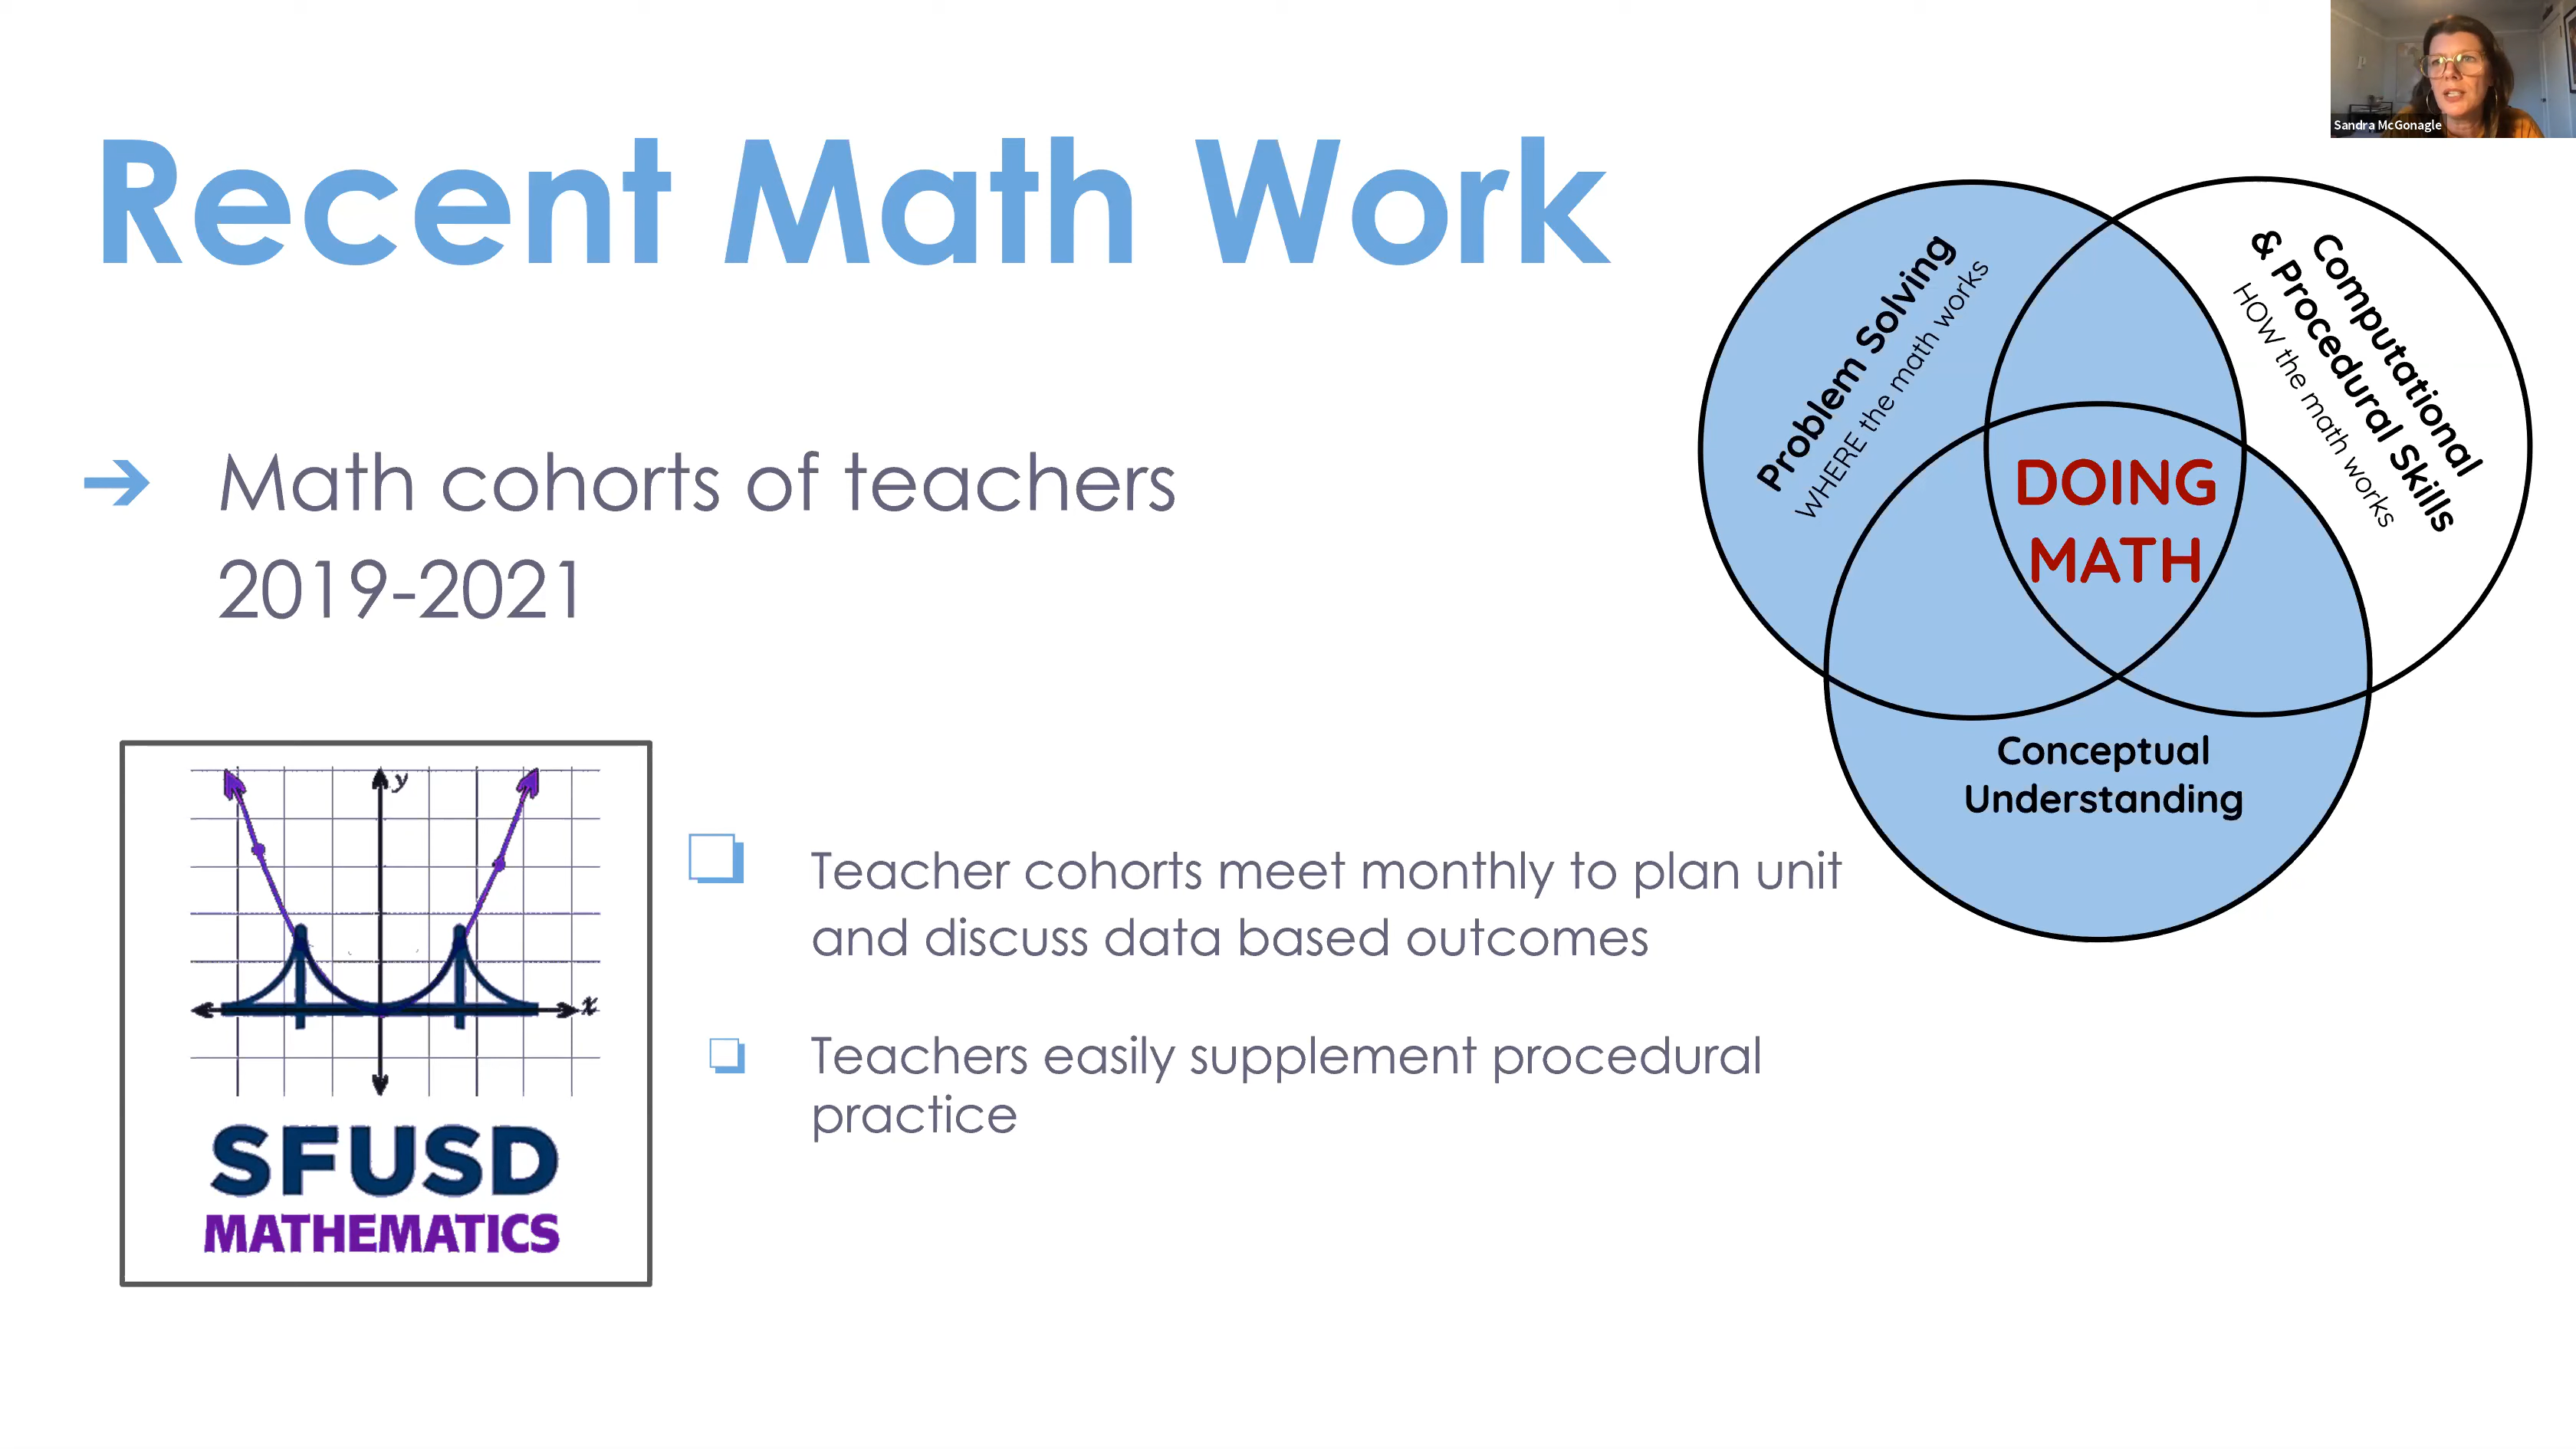 Sandra McGonagle
Recent Math Work
➔ Math cohorts of teachers
2019-2021
Problem Solving
WHERE the math works
Computational
& Procedural Skills
HOW the math works
DOING
MATH
Conceptual
Understanding
y
x
SFUSD
MATHEMATICS
❏ Teacher cohorts meet monthly to plan unit
and discuss data based outcomes
❏ Teachers easily supplement procedural
practice